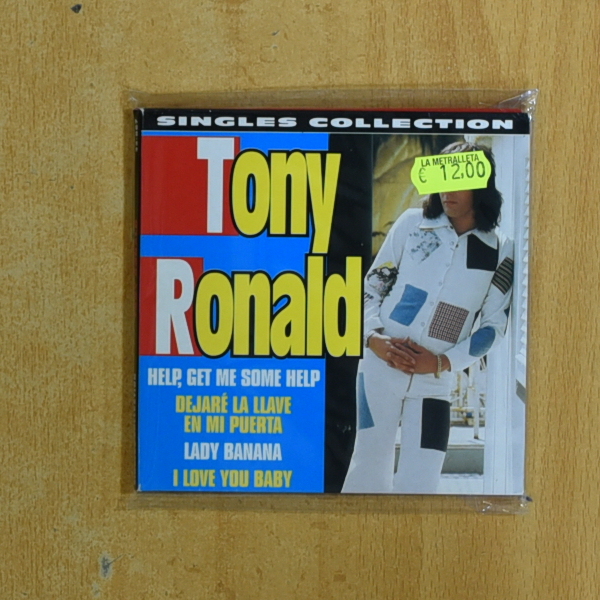 SINGLES COLLECTION
LA METRALLETA
€ 12,00
Tony
Ronald
HELP, GET ME SOME HELP
DEJARÉ LA LLAVE
EN MI PUERTA
LADY BANANA
I LOVE YOU BABY